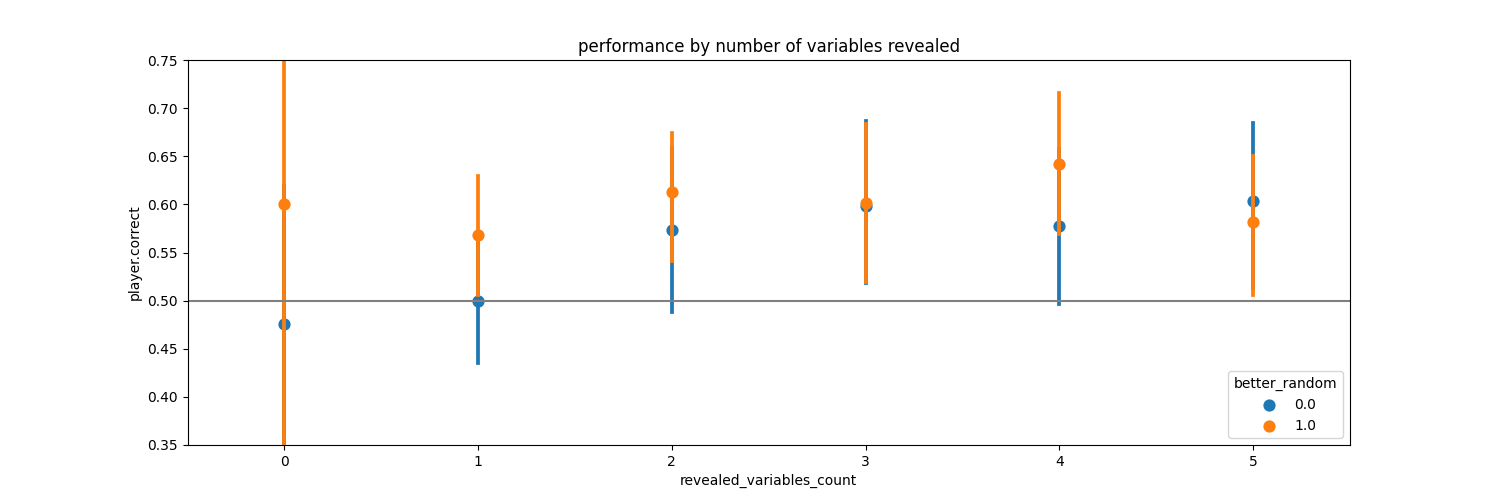 performance by number of variables revealed
player.correct
0.75
0.70
0.65
0.60
0.55
0.50
0.45
0.40
0.35
0 1 2 3 4 5
revealed_variables_count
better_random
0.0
1.0